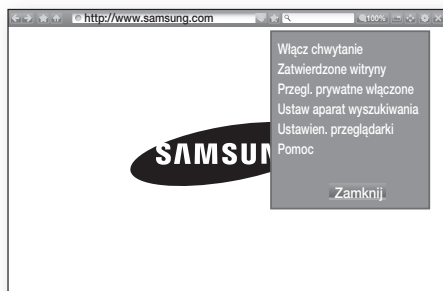 http://www.samsung.com
100%
Włącz chwytanie
Zatwierdzone witryny
Przegl. prywatne włączone
Ustaw aparat wyszukiwania
Ustawien. przeglądarki
Pomoc
Zamknij
SAMSUN